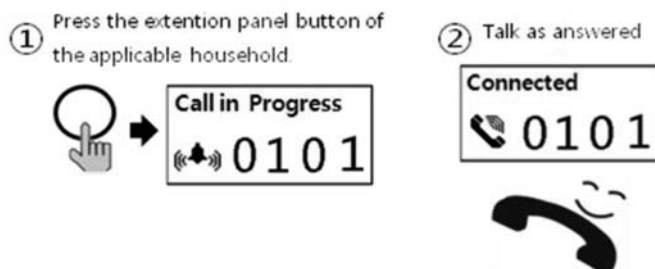 ① Press the extention panel button of
the applicable household.
Call in Progress
0101
② Talk as answered
Connected
0101